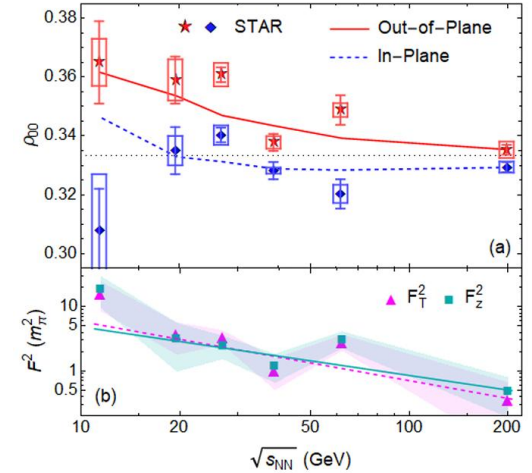 0.38
0.36
0.34
0.32
0.30
ρ00
STAR
Out-of-Plane
In-Plane
(a)
10
5
1
0.5
F² (m²π)
F²T
F²z
(b)
10 20 50 100 200
√sNN (GeV)